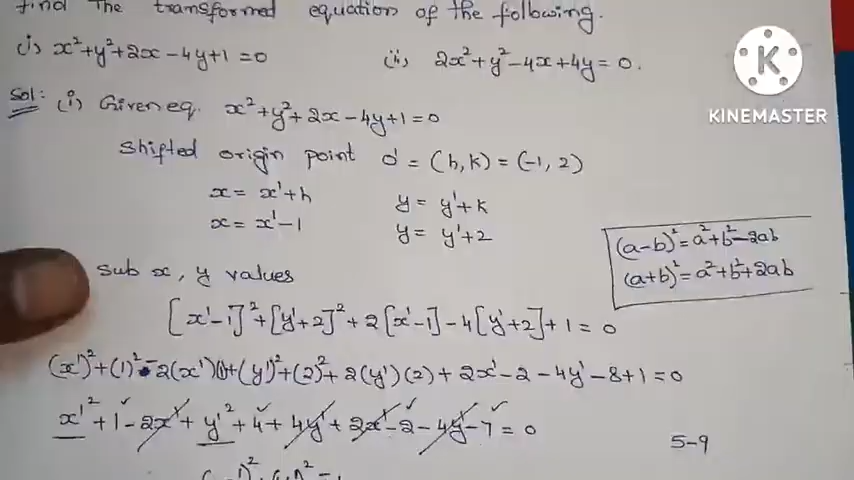 find the transformed equation of the following.
(i) x²+y²+2x-4y+1=0 (ii) 2x²+y²-4x+4y=0.
Sol: (i) Given eq. x²+y²+2x-4y+1=0
Shifted origin point o' = (h,k) = (-1, 2)
x = x'+h y = y'+k
x = x'-1 y = y'+2
(a-b)² = a²+b²-2ab
(a+b)² = a²+b²+2ab
sub x, y values
[x'-1]²+[y'+2]²+2[x'-1]-4[y'+2]+1=0
(x')²+(1)²-2(x')(1)+(y')²+(2)²+2(y')(2)+2x'-2-4y'-8+1=0
x'²+1-2x'+y'²+4+4y'+2x'-2-4y'-7=0
5-9
K
KINEMASTER